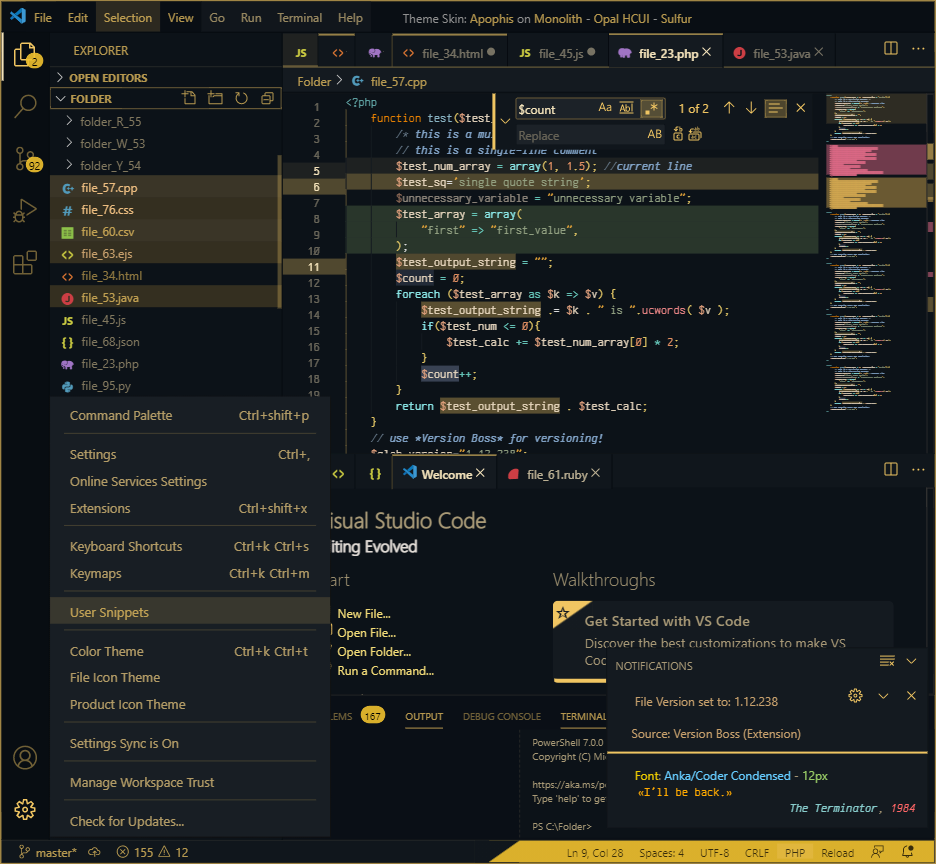 File Edit Selection View Go Run Terminal Help Theme Skin: Apophis on Monolith - Opal HCUI - Sulfur
EXPLORER
JS <> file_34.html JS file_45.js file_23.php file_53.java
2
OPEN EDITORS
FOLDER
Folder > file_57.cpp
folder_R_55
folder_W_53
folder_Y_54
file_57.cpp
# file_76.css
file_60.csv
file_63.ejs
file_34.html
file_53.java
JS file_45.js
{} file_68.json
file_23.php
file_95.py
92
$count Aa Abl .* 1 of 2
Replace AB
1 <?php
2 function test($test_
3 /* this is a mu
4 // this is a single-line comment
5 $test_num_array = array(1, 1.5); //current line
6 $test_sq='single quote string';
7 $unnecessary_variable = "unnecessary variable";
8 $test_array = array(
9 "first" => "first_value",
10 );
11 $test_output_string = "";
12 $count = 0;
13 foreach ($test_array as $k => $v) {
14 $test_output_string .= $k . " is ".ucwords( $v );
15 if($test_num <= 0){
16 $test_calc += $test_num_array[0] * 2;
17 }
18 $count++;
19 }
return $test_output_string . $test_calc;
}
// use *Version Boss* for versioning!
Command Palette Ctrl+shift+p
Settings Ctrl+,
Online Services Settings
Extensions Ctrl+shift+x
Keyboard Shortcuts Ctrl+k Ctrl+s
Keymaps Ctrl+k Ctrl+m
User Snippets
Color Theme Ctrl+k Ctrl+t
File Icon Theme
Product Icon Theme
Settings Sync is On
Manage Workspace Trust
Check for Updates...
<> {} Welcome file_61.ruby
isual Studio Code
iting Evolved
art
New File...
Open File...
Open Folder...
Run a Command...
Walkthroughs
Get Started with VS Code
Discover the best customizations to make VS
Coc
LEMS 167 OUTPUT DEBUG CONSOLE TERMINAL
PowerShell 7.0.0
Copyright (C) Mi
https://aka.ms/p
Type 'help' to ge
PS C:\Folder>
NOTIFICATIONS
File Version set to: 1.12.238
Source: Version Boss (Extension)
Font: Anka/Coder Condensed - 12px
«I'll be back.»
The Terminator, 1984
master* 155 12 Ln 9, Col 28 Spaces: 4 UTF-8 CRLF PHP Reload